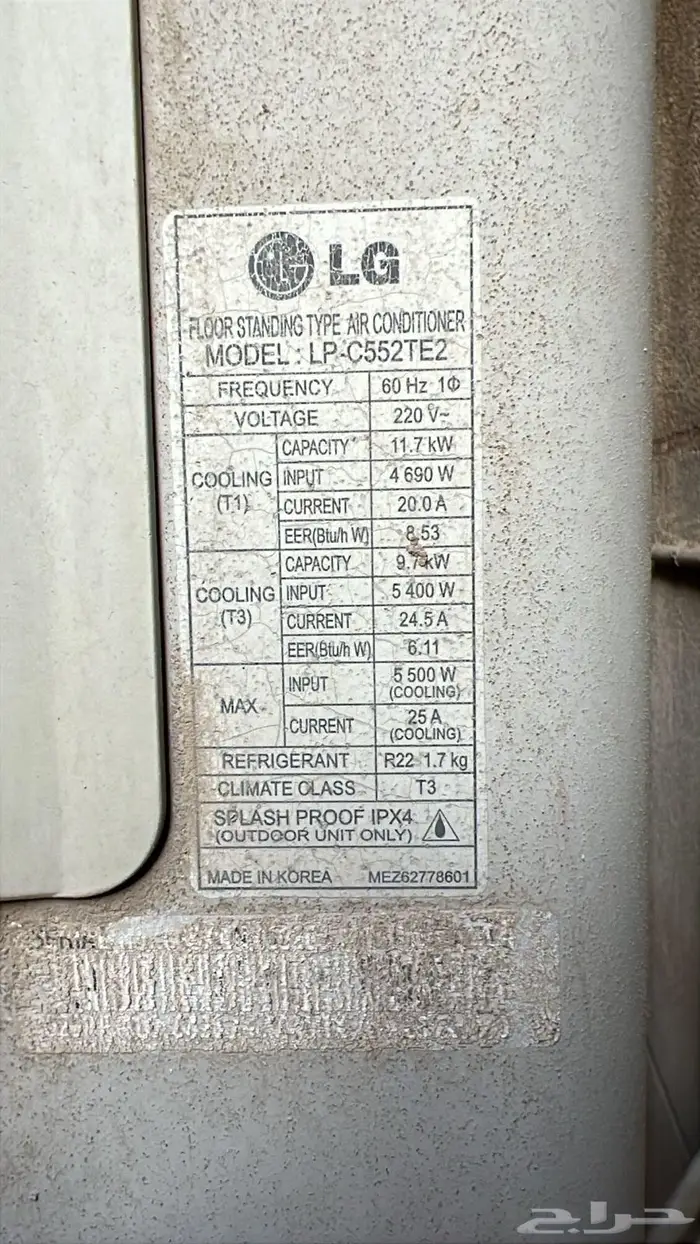 LG
FLOOR STANDING TYPE AIR CONDITIONER
MODEL : LP-C552TE2
FREQUENCY 60 Hz 1Φ
VOLTAGE 220 V~
COOLING (T1) CAPACITY 11.7 kW
INPUT 4 690 W
CURRENT 20.0 A
EER(Btu/h W) 8.53
COOLING (T3) CAPACITY 9.7 kW
INPUT 5 400 W
CURRENT 24.5 A
EER(Btu/h W) 6.11
MAX INPUT 5 500 W (COOLING)
CURRENT 25 A (COOLING)
REFRIGERANT R22 1.7 kg
CLIMATE CLASS T3
SPLASH PROOF IPX4
(OUTDOOR UNIT ONLY)
MADE IN KOREA MEZ62778601
حراج